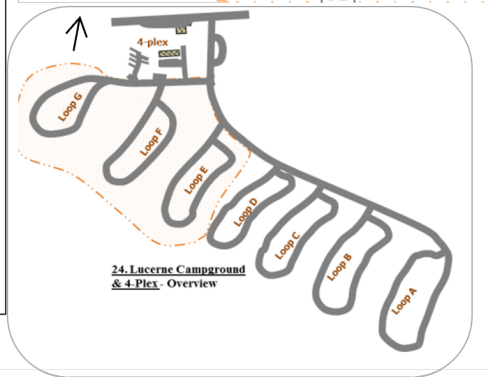 4-plex
Loop G
Loop F
Loop E
Loop D
Loop C
Loop B
Loop A
24. Lucerne Campground
& 4-Plex - Overview